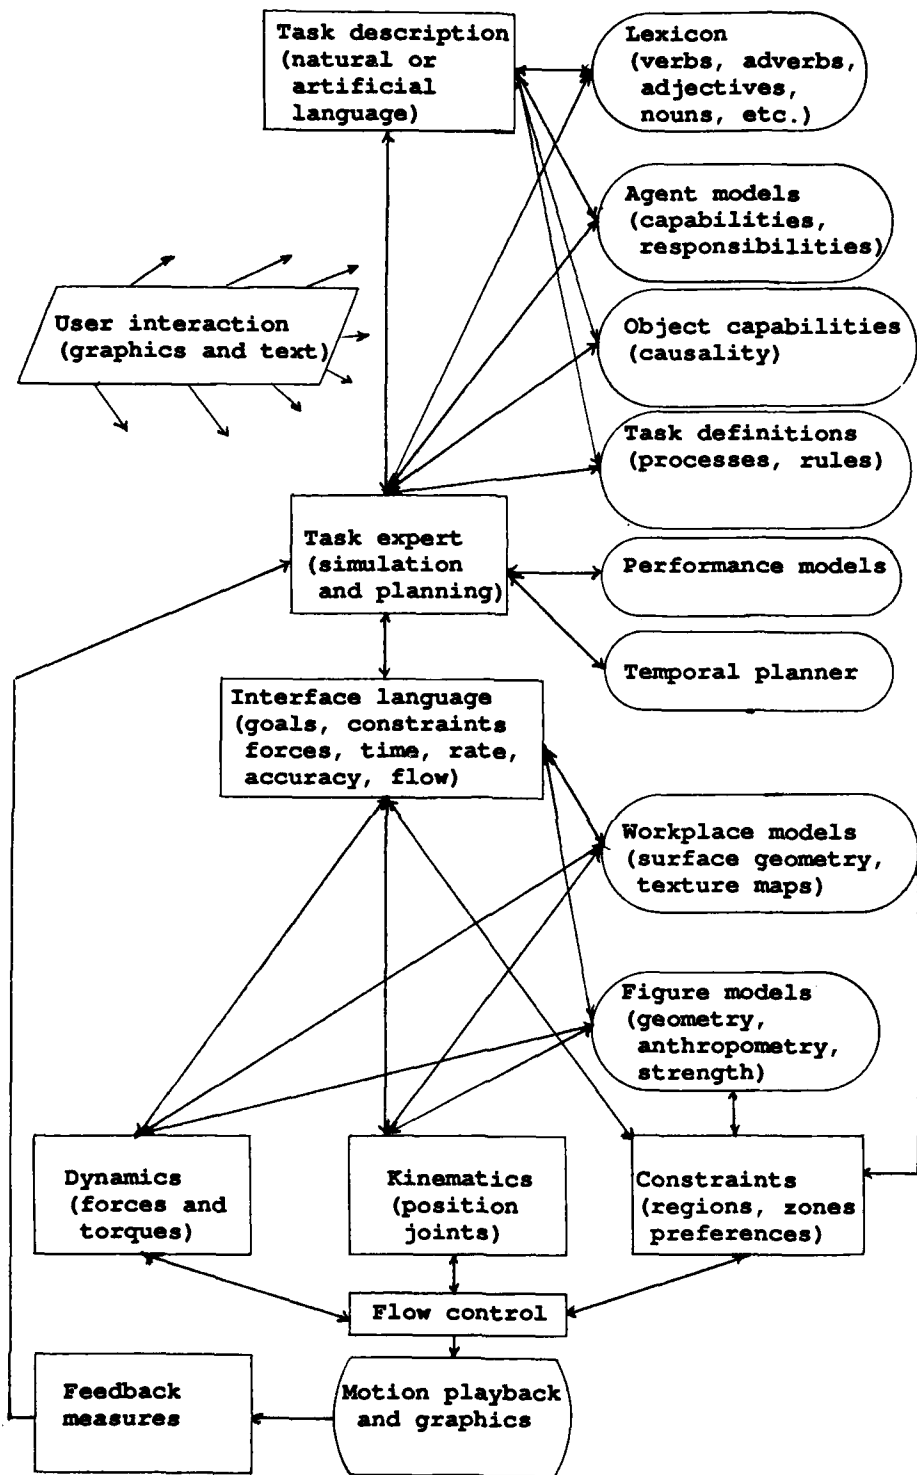 Task description
(natural or
artificial
language)
Lexicon
(verbs, adverbs,
adjectives,
nouns, etc.)
Agent models
(capabilities,
responsibilities)
User interaction
(graphics and text)
Object capabilities
(causality)
Task definitions
(processes, rules)
Task expert
(simulation
and planning)
Performance models
Temporal planner
Interface language
(goals, constraints
forces, time, rate,
accuracy, flow)
Workplace models
(surface geometry,
texture maps)
Figure models
(geometry,
anthropometry,
strength)
Dynamics
(forces and
torques)
Kinematics
(position
joints)
Constraints
(regions, zones
preferences)
Flow control
Feedback
measures
Motion playback
and graphics